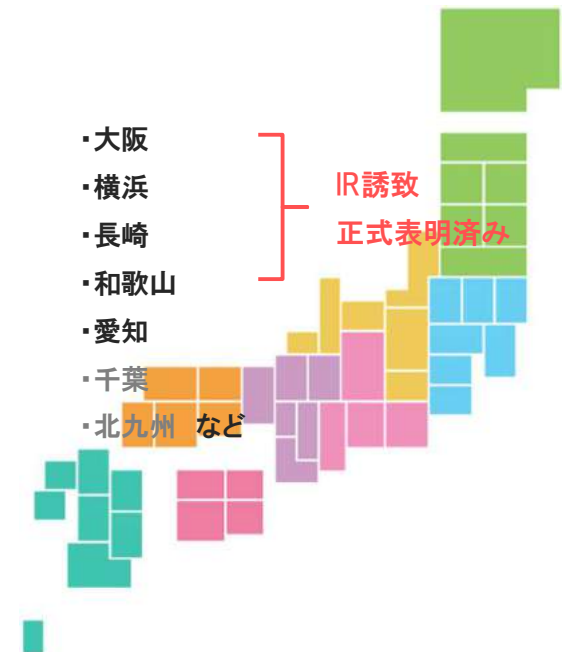 ・大阪
・横浜
・長崎
・和歌山
・愛知
・千葉
・北九州 など
IR誘致
正式表明済み